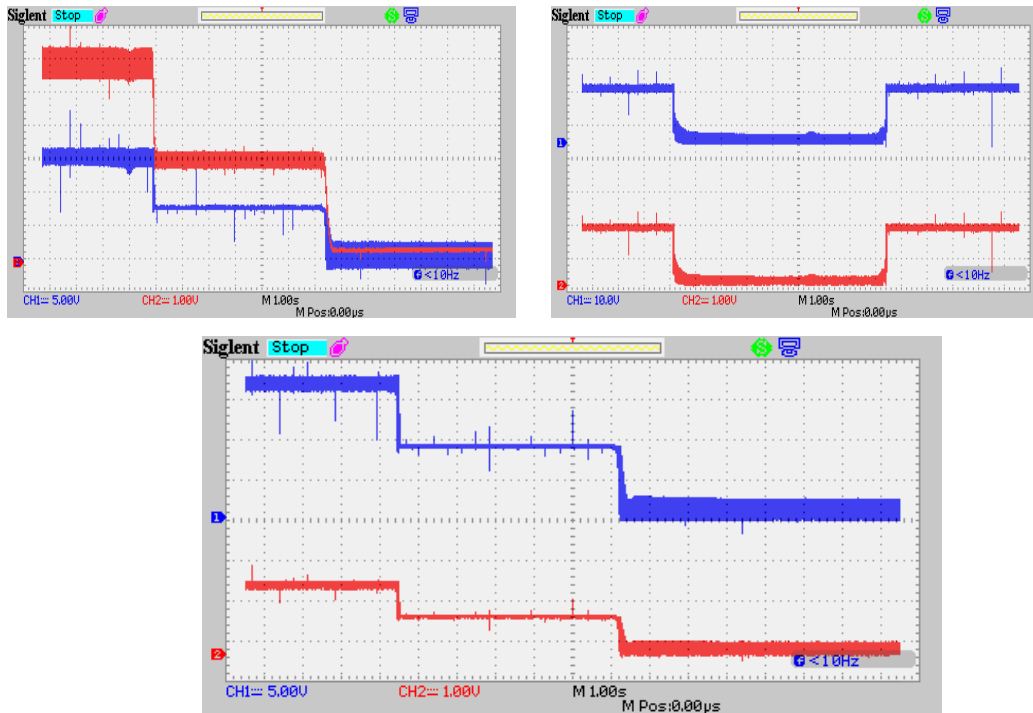 Siglent Stop
2
<10Hz
CH1 5.00V CH2 1.00V M 1.00s
M Pos:0.00µs
Siglent Stop
1
2
<10Hz
CH1 10.0V CH2 1.00V M 1.00s
M Pos:0.00µs
Siglent Stop
1
2
<10Hz
CH1 5.00V CH2 1.00V M 1.00s
M Pos:0.00µs